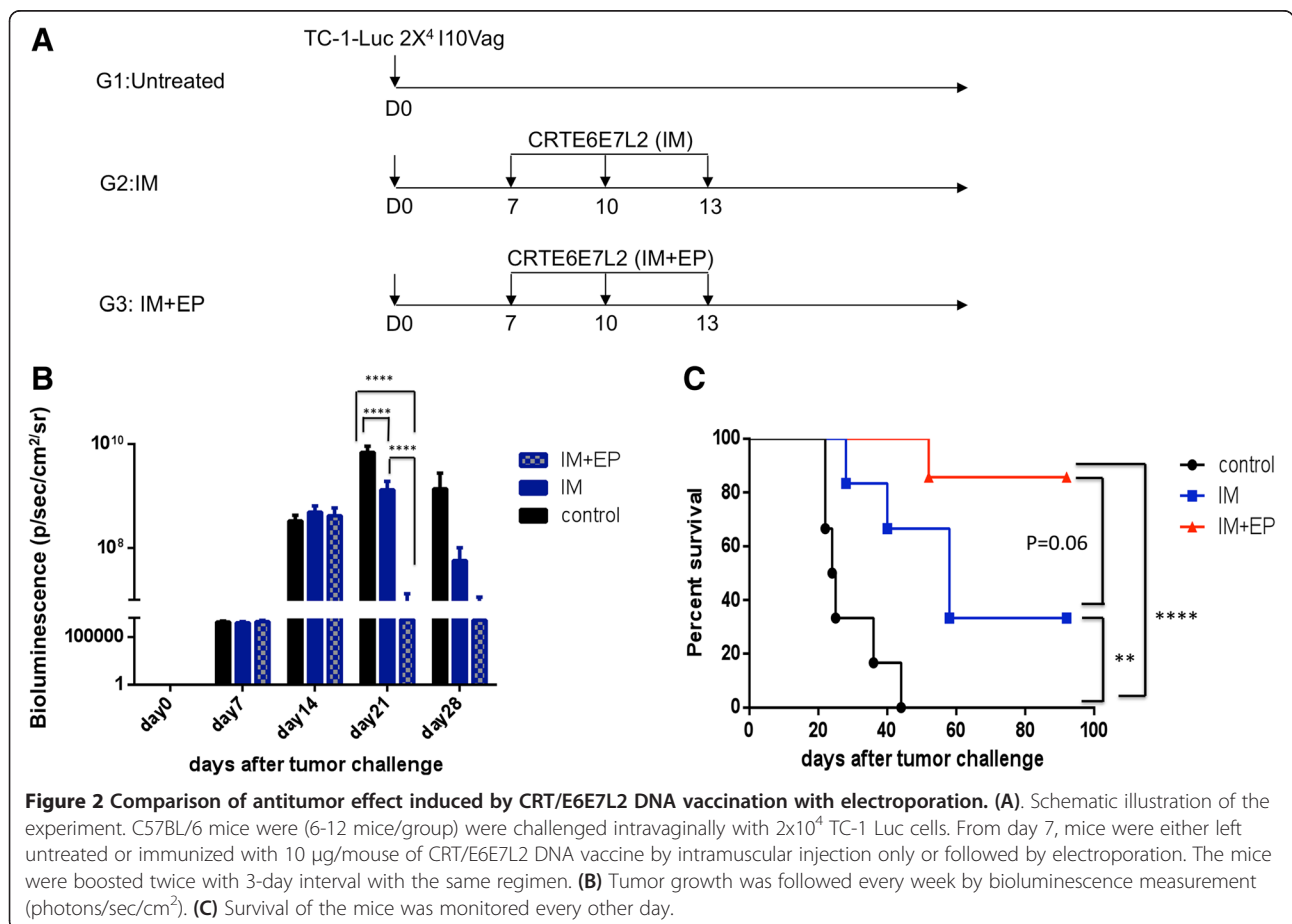 A
TC-1-Luc 2X⁴ I10Vag
G1:Untreated
D0
CRTE6E7L2 (IM)
G2:IM
D0 7 10 13
CRTE6E7L2 (IM+EP)
G3: IM+EP
D0 7 10 13
B
Bioluminescence (p/sec/cm²/sr)
10¹⁰
10⁸
100000
1
****
****
****
day0 day7 day14 day21 day28
days after tumor challenge
IM+EP
IM
control
C
Percent survival
100
80
60
40
20
0
0 20 40 60 80 100
days after tumor challenge
P=0.06
**
****
control
IM
IM+EP
Figure 2 Comparison of antitumor effect induced by CRT/E6E7L2 DNA vaccination with electroporation. (A). Schematic illustration of the
experiment. C57BL/6 mice were (6-12 mice/group) were challenged intravaginally with 2x10⁴ TC-1 Luc cells. From day 7, mice were either left
untreated or immunized with 10 μg/mouse of CRT/E6E7L2 DNA vaccine by intramuscular injection only or followed by electroporation. The mice
were boosted twice with 3-day interval with the same regimen. (B) Tumor growth was followed every week by bioluminescence measurement
(photons/sec/cm²). (C) Survival of the mice was monitored every other day.